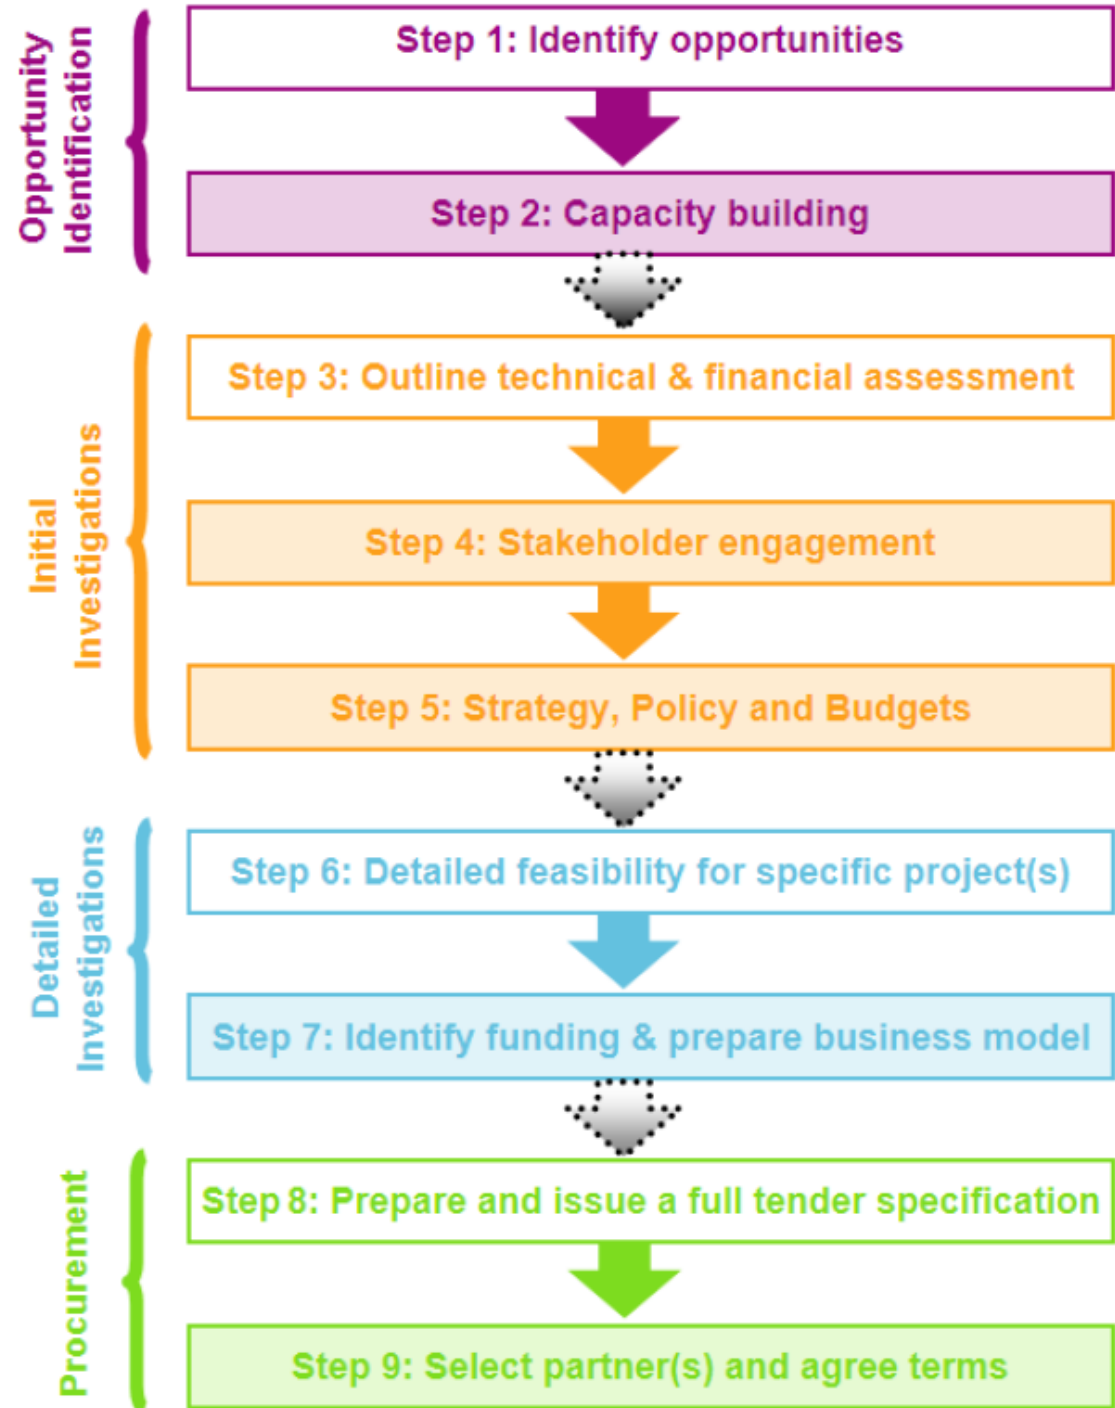 Opportunity
Identification
Step 1: Identify opportunities
Step 2: Capacity building
Initial
Investigations
Step 3: Outline technical & financial assessment
Step 4: Stakeholder engagement
Step 5: Strategy, Policy and Budgets
Detailed
Investigations
Step 6: Detailed feasibility for specific project(s)
Step 7: Identify funding & prepare business model
Procurement
Step 8: Prepare and issue a full tender specification
Step 9: Select partner(s) and agree terms